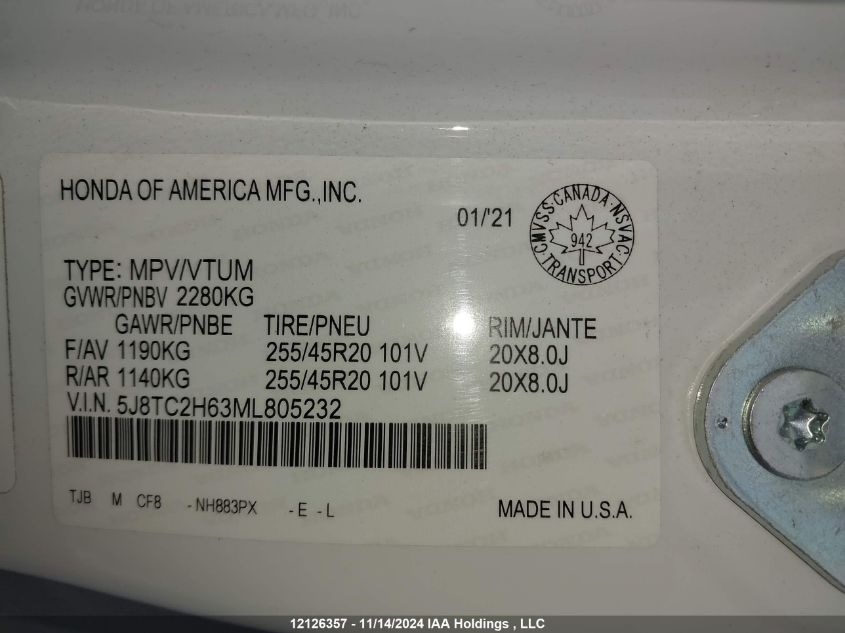 HONDA OF AMERICA MFG.,INC.
01/'21
CMVSS · CANADA · NSVAC · TRANSPORT ·
942
TYPE: MPV/VTUM
GVWR/PNBV 2280KG
GAWR/PNBE TIRE/PNEU RIM/JANTE
F/AV 1190KG 255/45R20 101V 20X8.0J
R/AR 1140KG 255/45R20 101V 20X8.0J
V.I.N. 5J8TC2H63ML805232
TJB M CF8 -NH883PX -E -L
MADE IN U.S.A.
12126357 - 11/14/2024 IAA Holdings , LLC